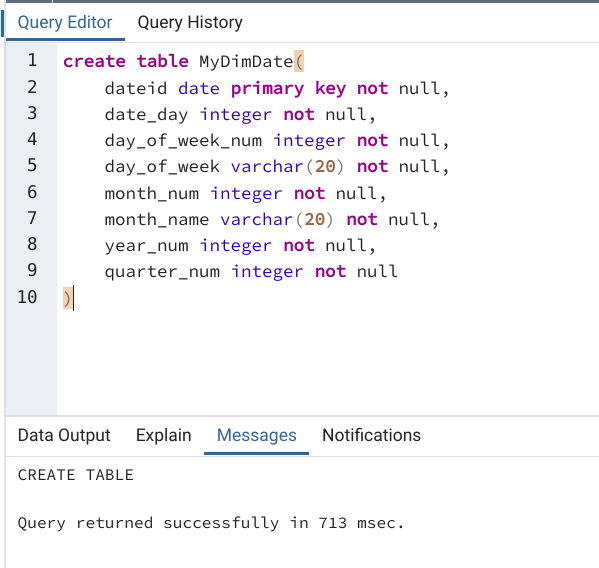 Query Editor Query History
1 create table MyDimDate(
2 dateid date primary key not null,
3 date_day integer not null,
4 day_of_week_num integer not null,
5 day_of_week varchar(20) not null,
6 month_num integer not null,
7 month_name varchar(20) not null,
8 year_num integer not null,
9 quarter_num integer not null
10 )
Data Output Explain Messages Notifications
CREATE TABLE
Query returned successfully in 713 msec.